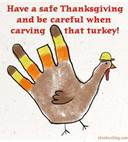 Have a safe Thanksgiving
and be careful when
carving that turkey!